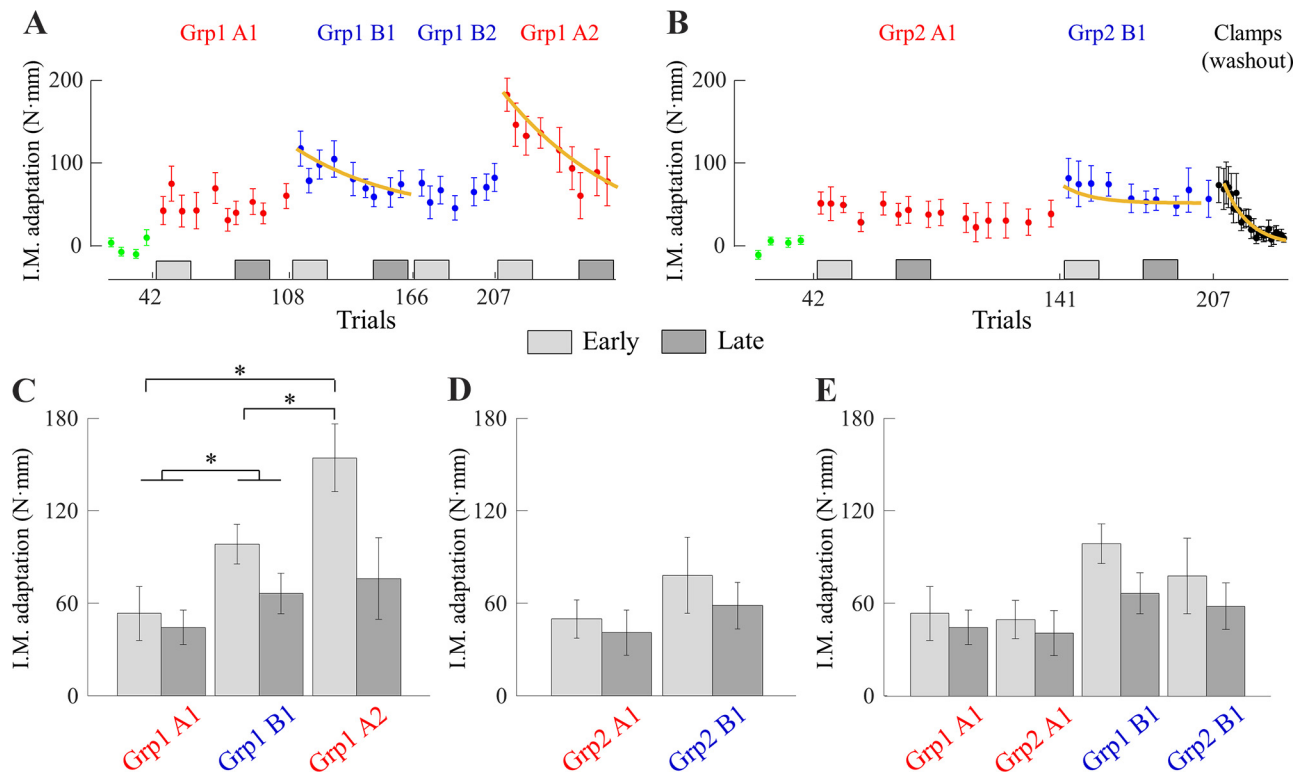 A
Grp1 A1 Grp1 B1 Grp1 B2 Grp1 A2
I.M. adaptation (N·mm)
200
100
0
42 108 166 207
Trials
B
Grp2 A1 Grp2 B1 Clamps
(washout)
I.M. adaptation (N·mm)
200
100
0
42 141 207
Trials
Early Late
C
I.M. adaptation (N·mm)
180
120
60
0
* * *
Grp1 A1 Grp1 B1 Grp1 A2
D
I.M. adaptation (N·mm)
180
120
60
0
Grp2 A1 Grp2 B1
E
I.M. adaptation (N·mm)
180
120
60
0
Grp1 A1 Grp2 A1 Grp1 B1 Grp2 B1